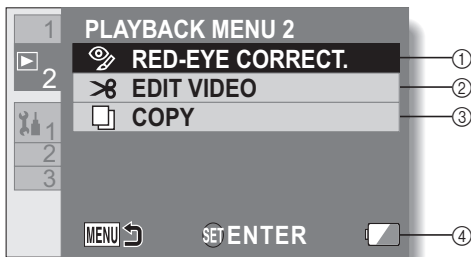 1 PLAYBACK MENU 2
2 RED-EYE CORRECT. ①
EDIT VIDEO ②
1 COPY ③
2
3
MENU SET ENTER ④